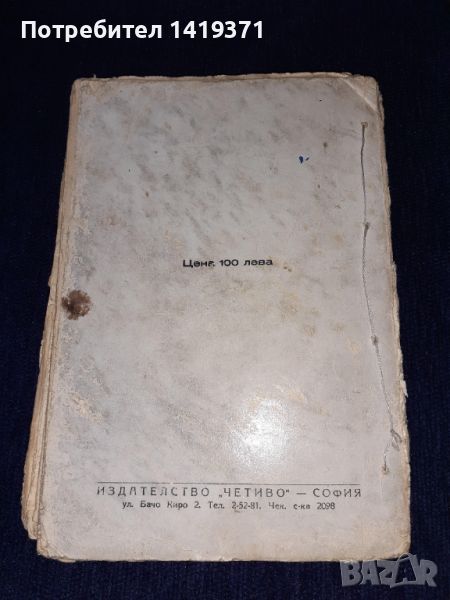 Потребител 1419371
Цена 100 лева
ИЗДАТЕЛСТВО „ЧЕТИВО" — СОФИЯ
ул. Бачо Киро 2, Тел. 2-52-81, Чек. с-ка 2098
BAZAR